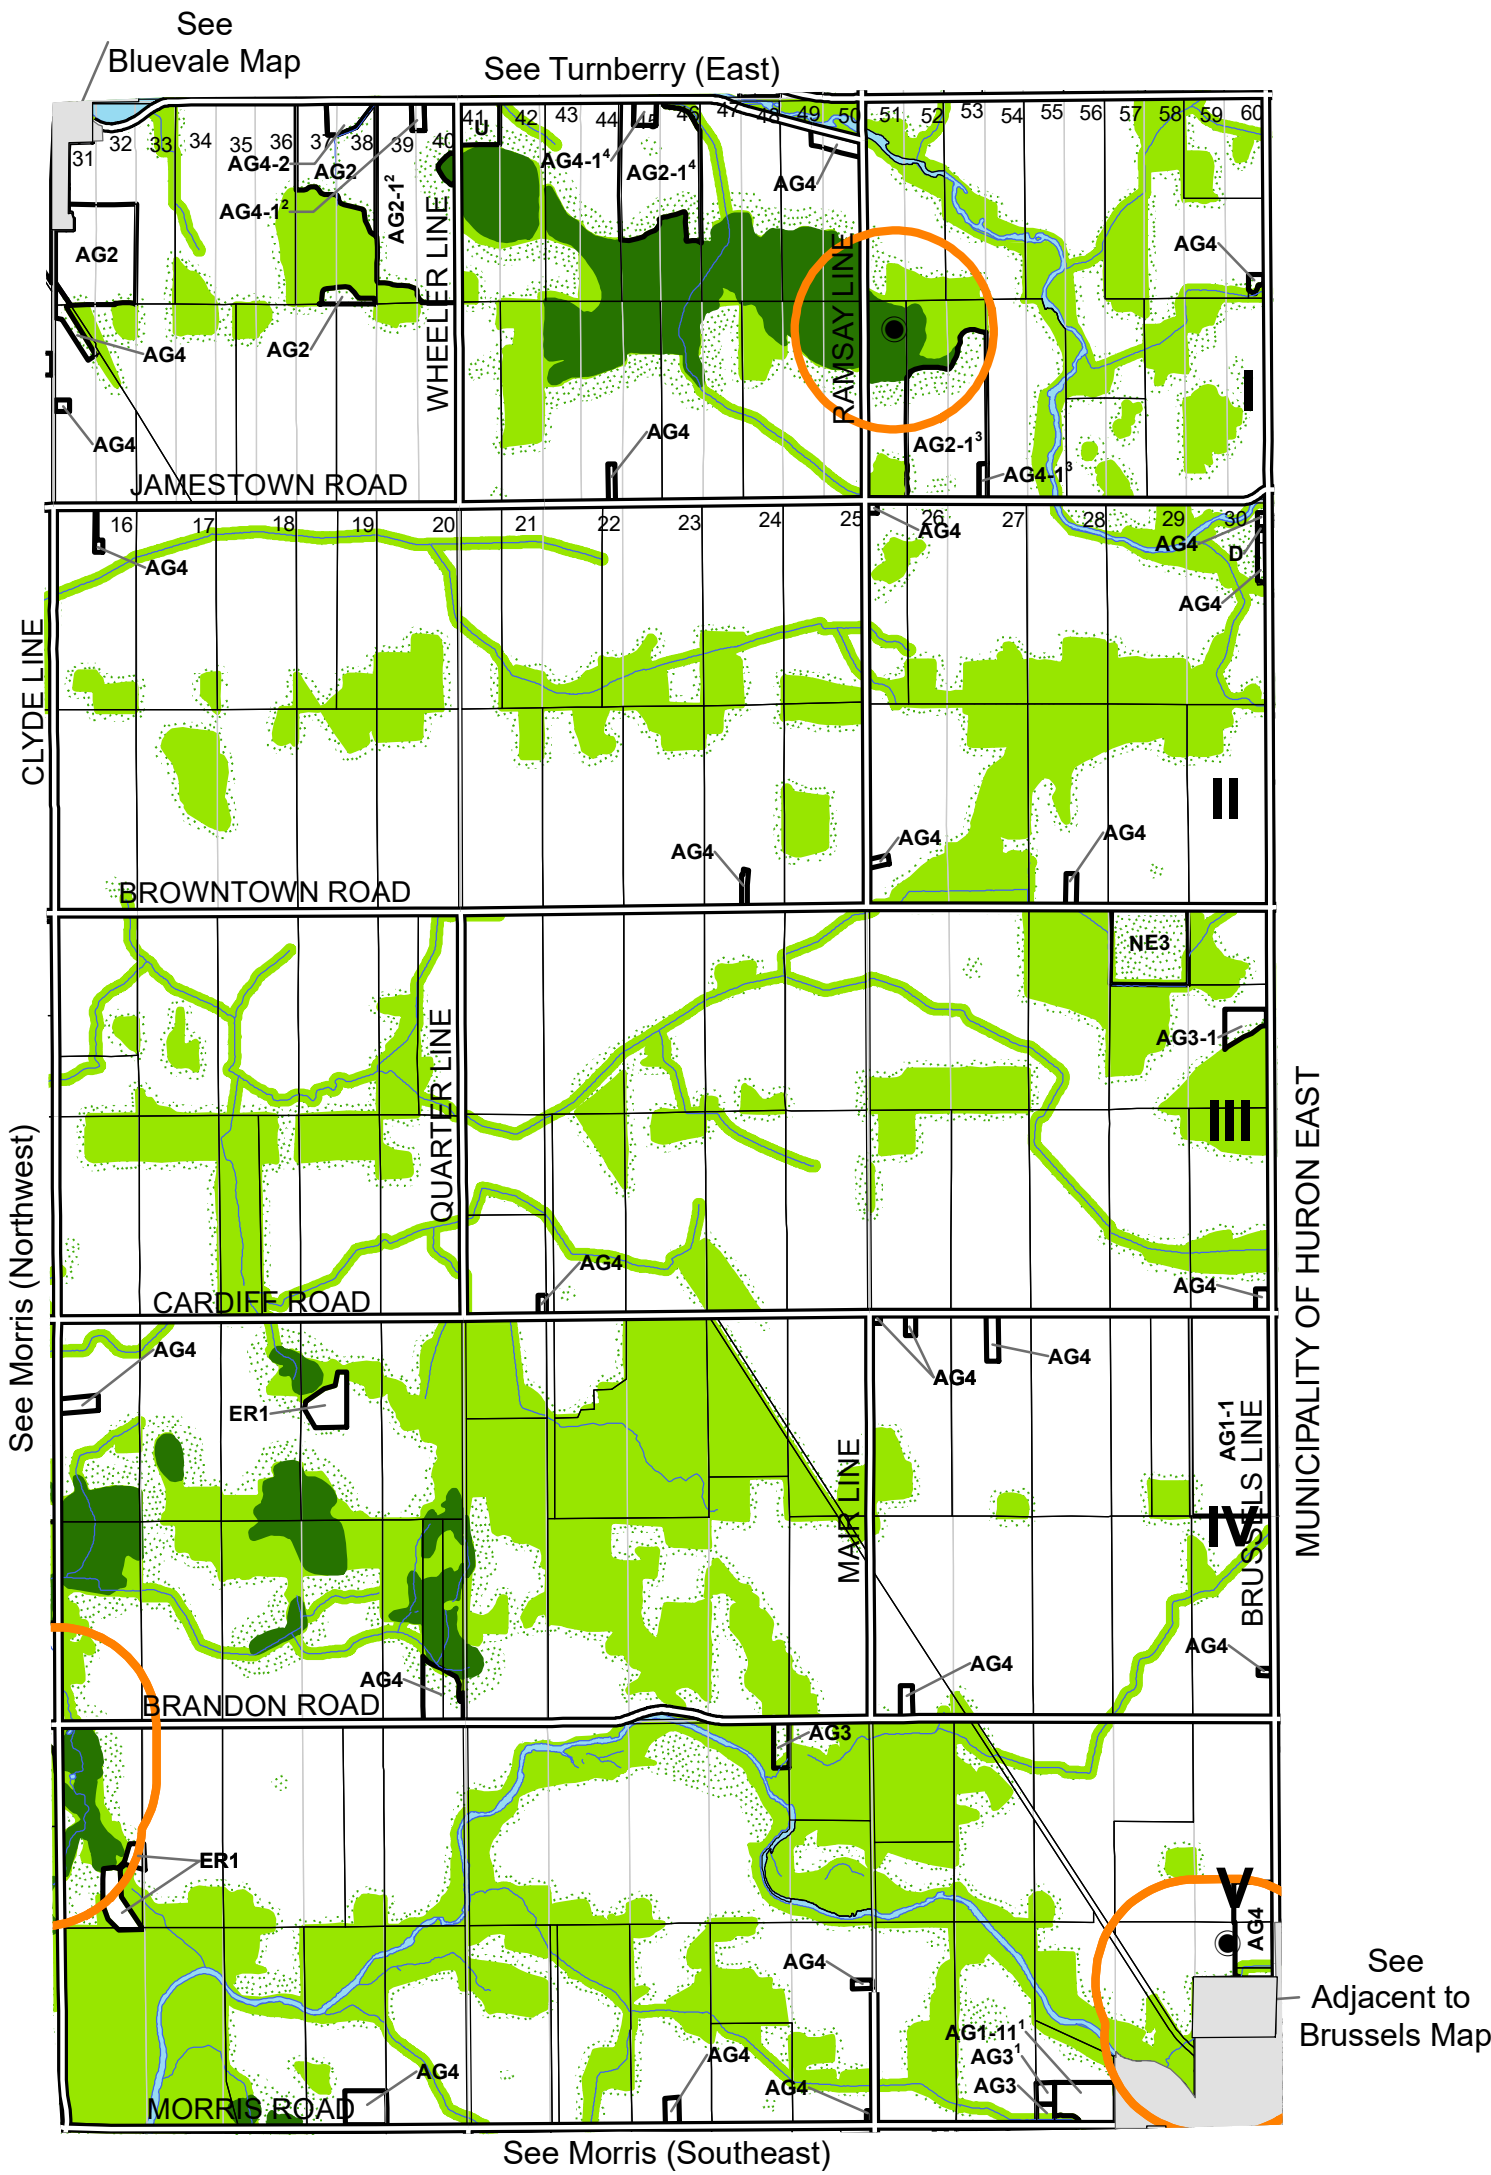 See
Bluevale Map
See Turnberry (East)
31
32
33
34
35
36
37
38
39
40
41
42
43
44
45
46
47
48
49
50
51
52
53
54
55
56
57
58
59
60
U
AG4-2
AG2
AG4-1²
AG2-1²
AG4-1⁴
AG2-1⁴
AG4
AG4
AG2
AG4
AG2
AG4
AG4
AG2-1³
AG4-1³
WHEELER LINE
RAMSAY LINE
I
JAMESTOWN ROAD
16
17
18
19
20
21
22
23
24
25
26
27
28
29
30
AG4
AG4
AG4
D
AG4
CLYDE LINE
II
AG4
AG4
AG4
BROWNTOWN ROAD
NE3
AG3-1
QUARTER LINE
III
MUNICIPALITY OF HURON EAST
See Morris (Northwest)
AG4
AG4
CARDIFF ROAD
AG4
AG4
AG4
ER1
AG1-1
MAIR LINE
IV
BRUSSELS LINE
AG4
AG4
AG4
BRANDON ROAD
AG3
ER1
V
AG4
AG4
See
Adjacent to
Brussels Map
AG1-11¹
AG3¹
AG3
AG4
AG4
AG4
MORRIS ROAD
See Morris (Southeast)